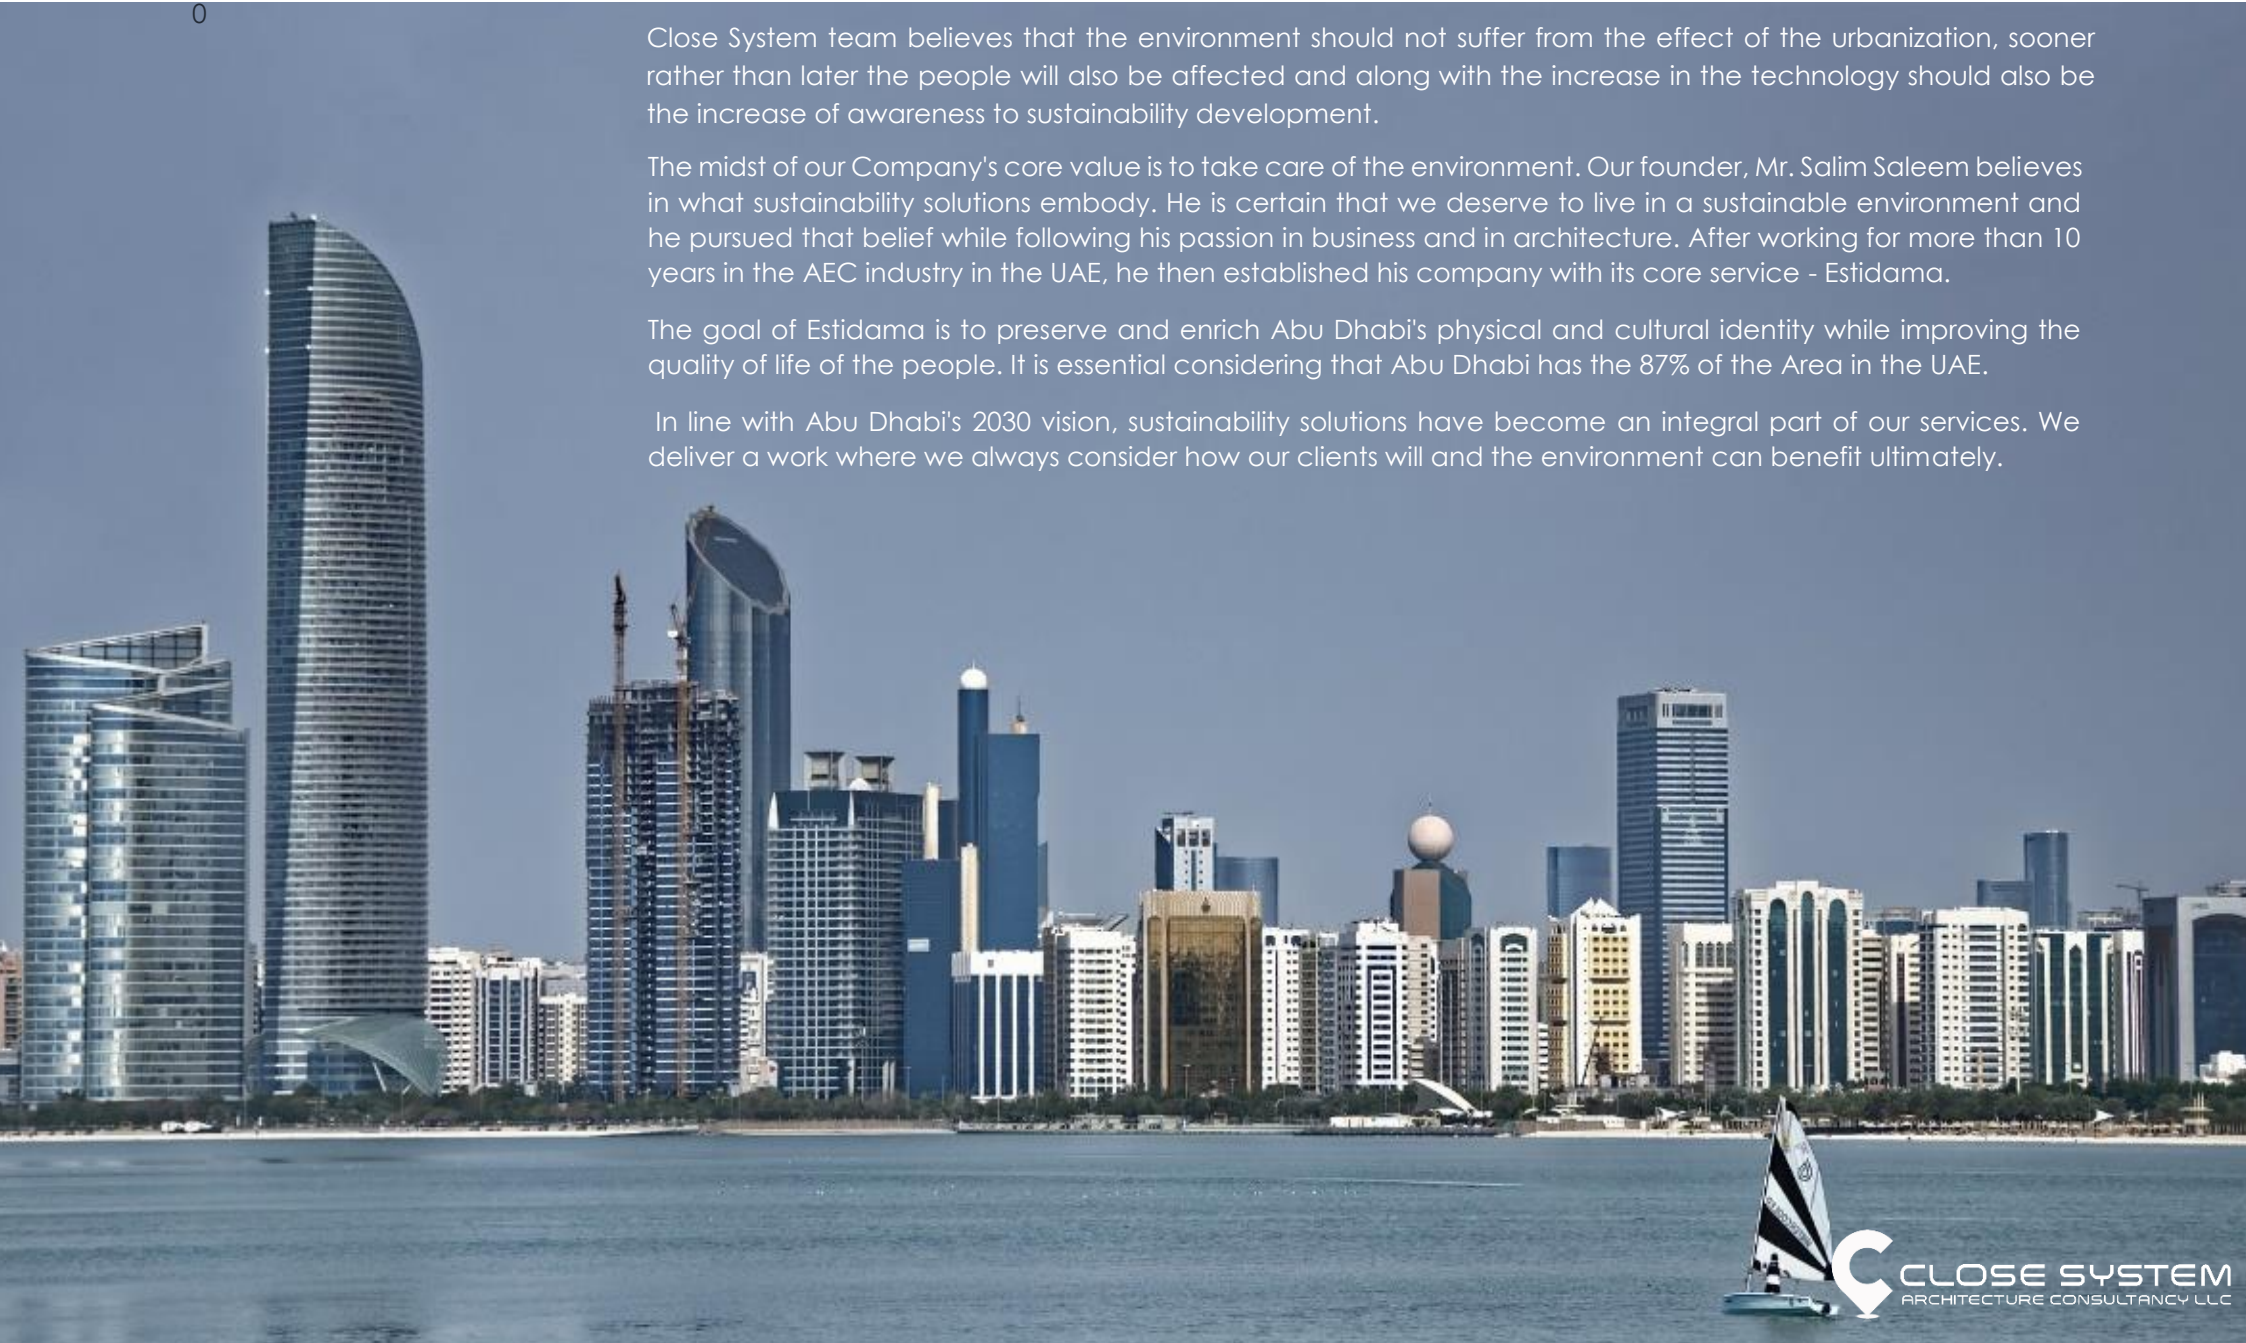 0
Close System team believes that the environment should not suffer from the effect of the urbanization, sooner
rather than later the people will also be affected and along with the increase in the technology should also be
the increase of awareness to sustainability development.
The midst of our Company's core value is to take care of the environment. Our founder, Mr. Salim Saleem believes
in what sustainability solutions embody. He is certain that we deserve to live in a sustainable environment and
he pursued that belief while following his passion in business and in architecture. After working for more than 10
years in the AEC industry in the UAE, he then established his company with its core service - Estidama.
The goal of Estidama is to preserve and enrich Abu Dhabi's physical and cultural identity while improving the
quality of life of the people. It is essential considering that Abu Dhabi has the 87% of the Area in the UAE.
In line with Abu Dhabi's 2030 vision, sustainability solutions have become an integral part of our services. We
deliver a work where we always consider how our clients will and the environment can benefit ultimately.
CLOSE SYSTEM
ARCHITECTURE CONSULTANCY LLC